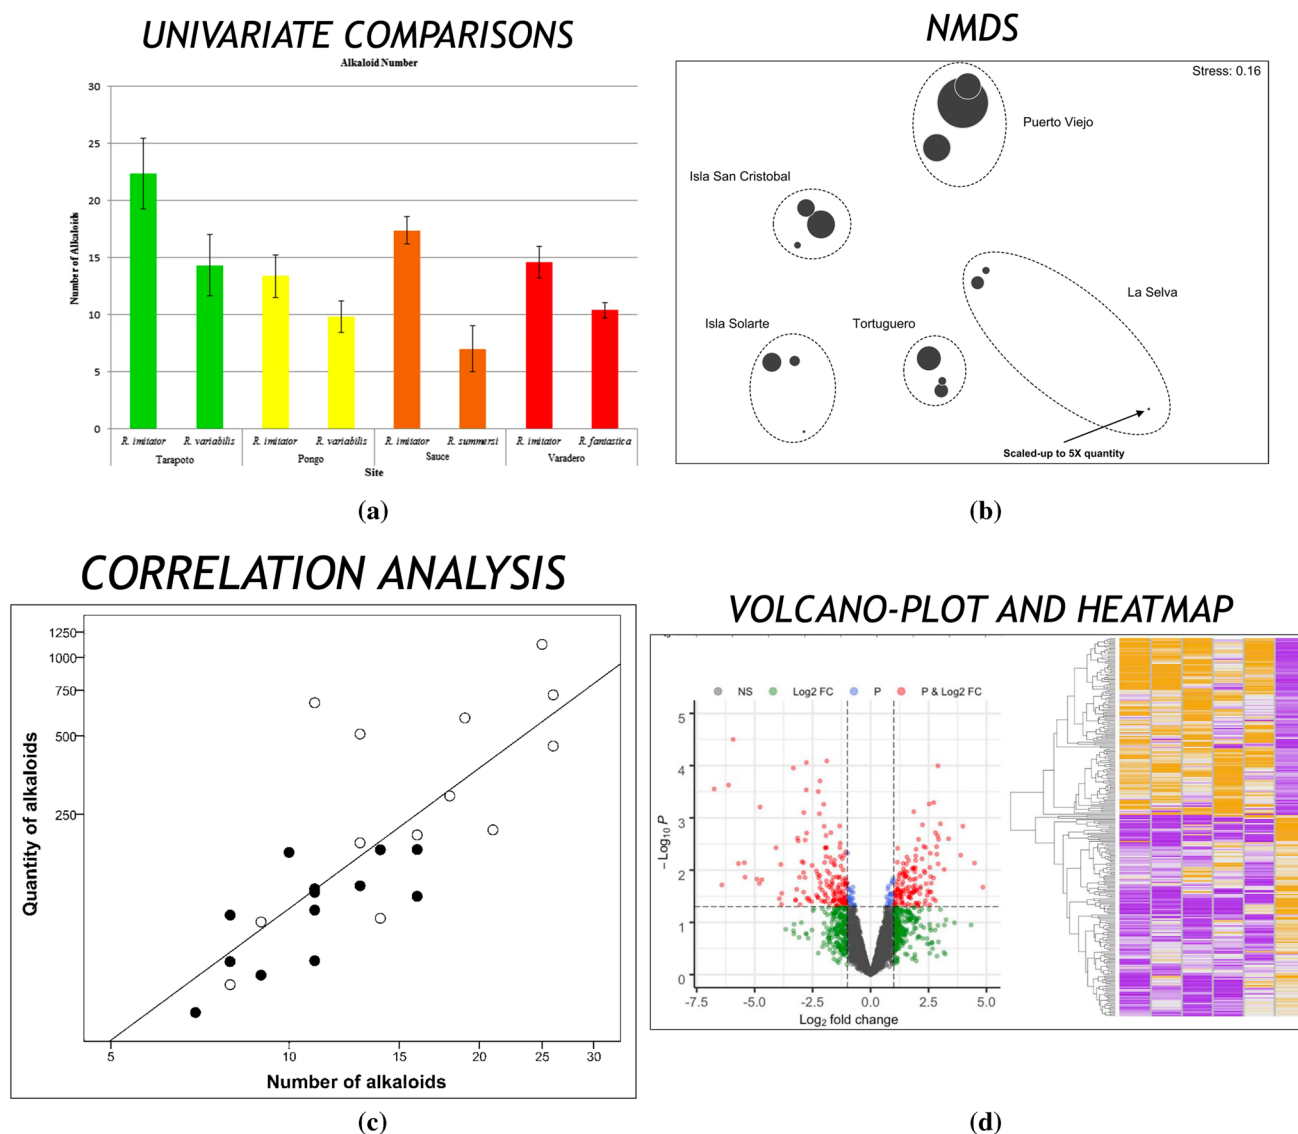 UNIVARIATE COMPARISONS
Alkaloid Number
Number of Alkaloids
30
25
20
15
10
5
0
R. imitator R. variabilis R. imitator R. variabilis R. imitator R. summersi R. imitator R. fantastica
Tarapoto Pongo Sauce Varadero
Site
(a)
NMDS
Stress: 0.16
Puerto Viejo
Isla San Cristobal
La Selva
Isla Solarte Tortuguero
Scaled-up to 5X quantity
(b)
CORRELATION ANALYSIS
Quantity of alkaloids
1250
1000
750
500
250
5 10 15 20 25 30
Number of alkaloids
(c)
VOLCANO-PLOT AND HEATMAP
NS Log2 FC P P & Log2 FC
– Log10 P
5
4
3
2
1
0
-7.5 -5.0 -2.5 0.0 2.5 5.0
Log2 fold change
(d)